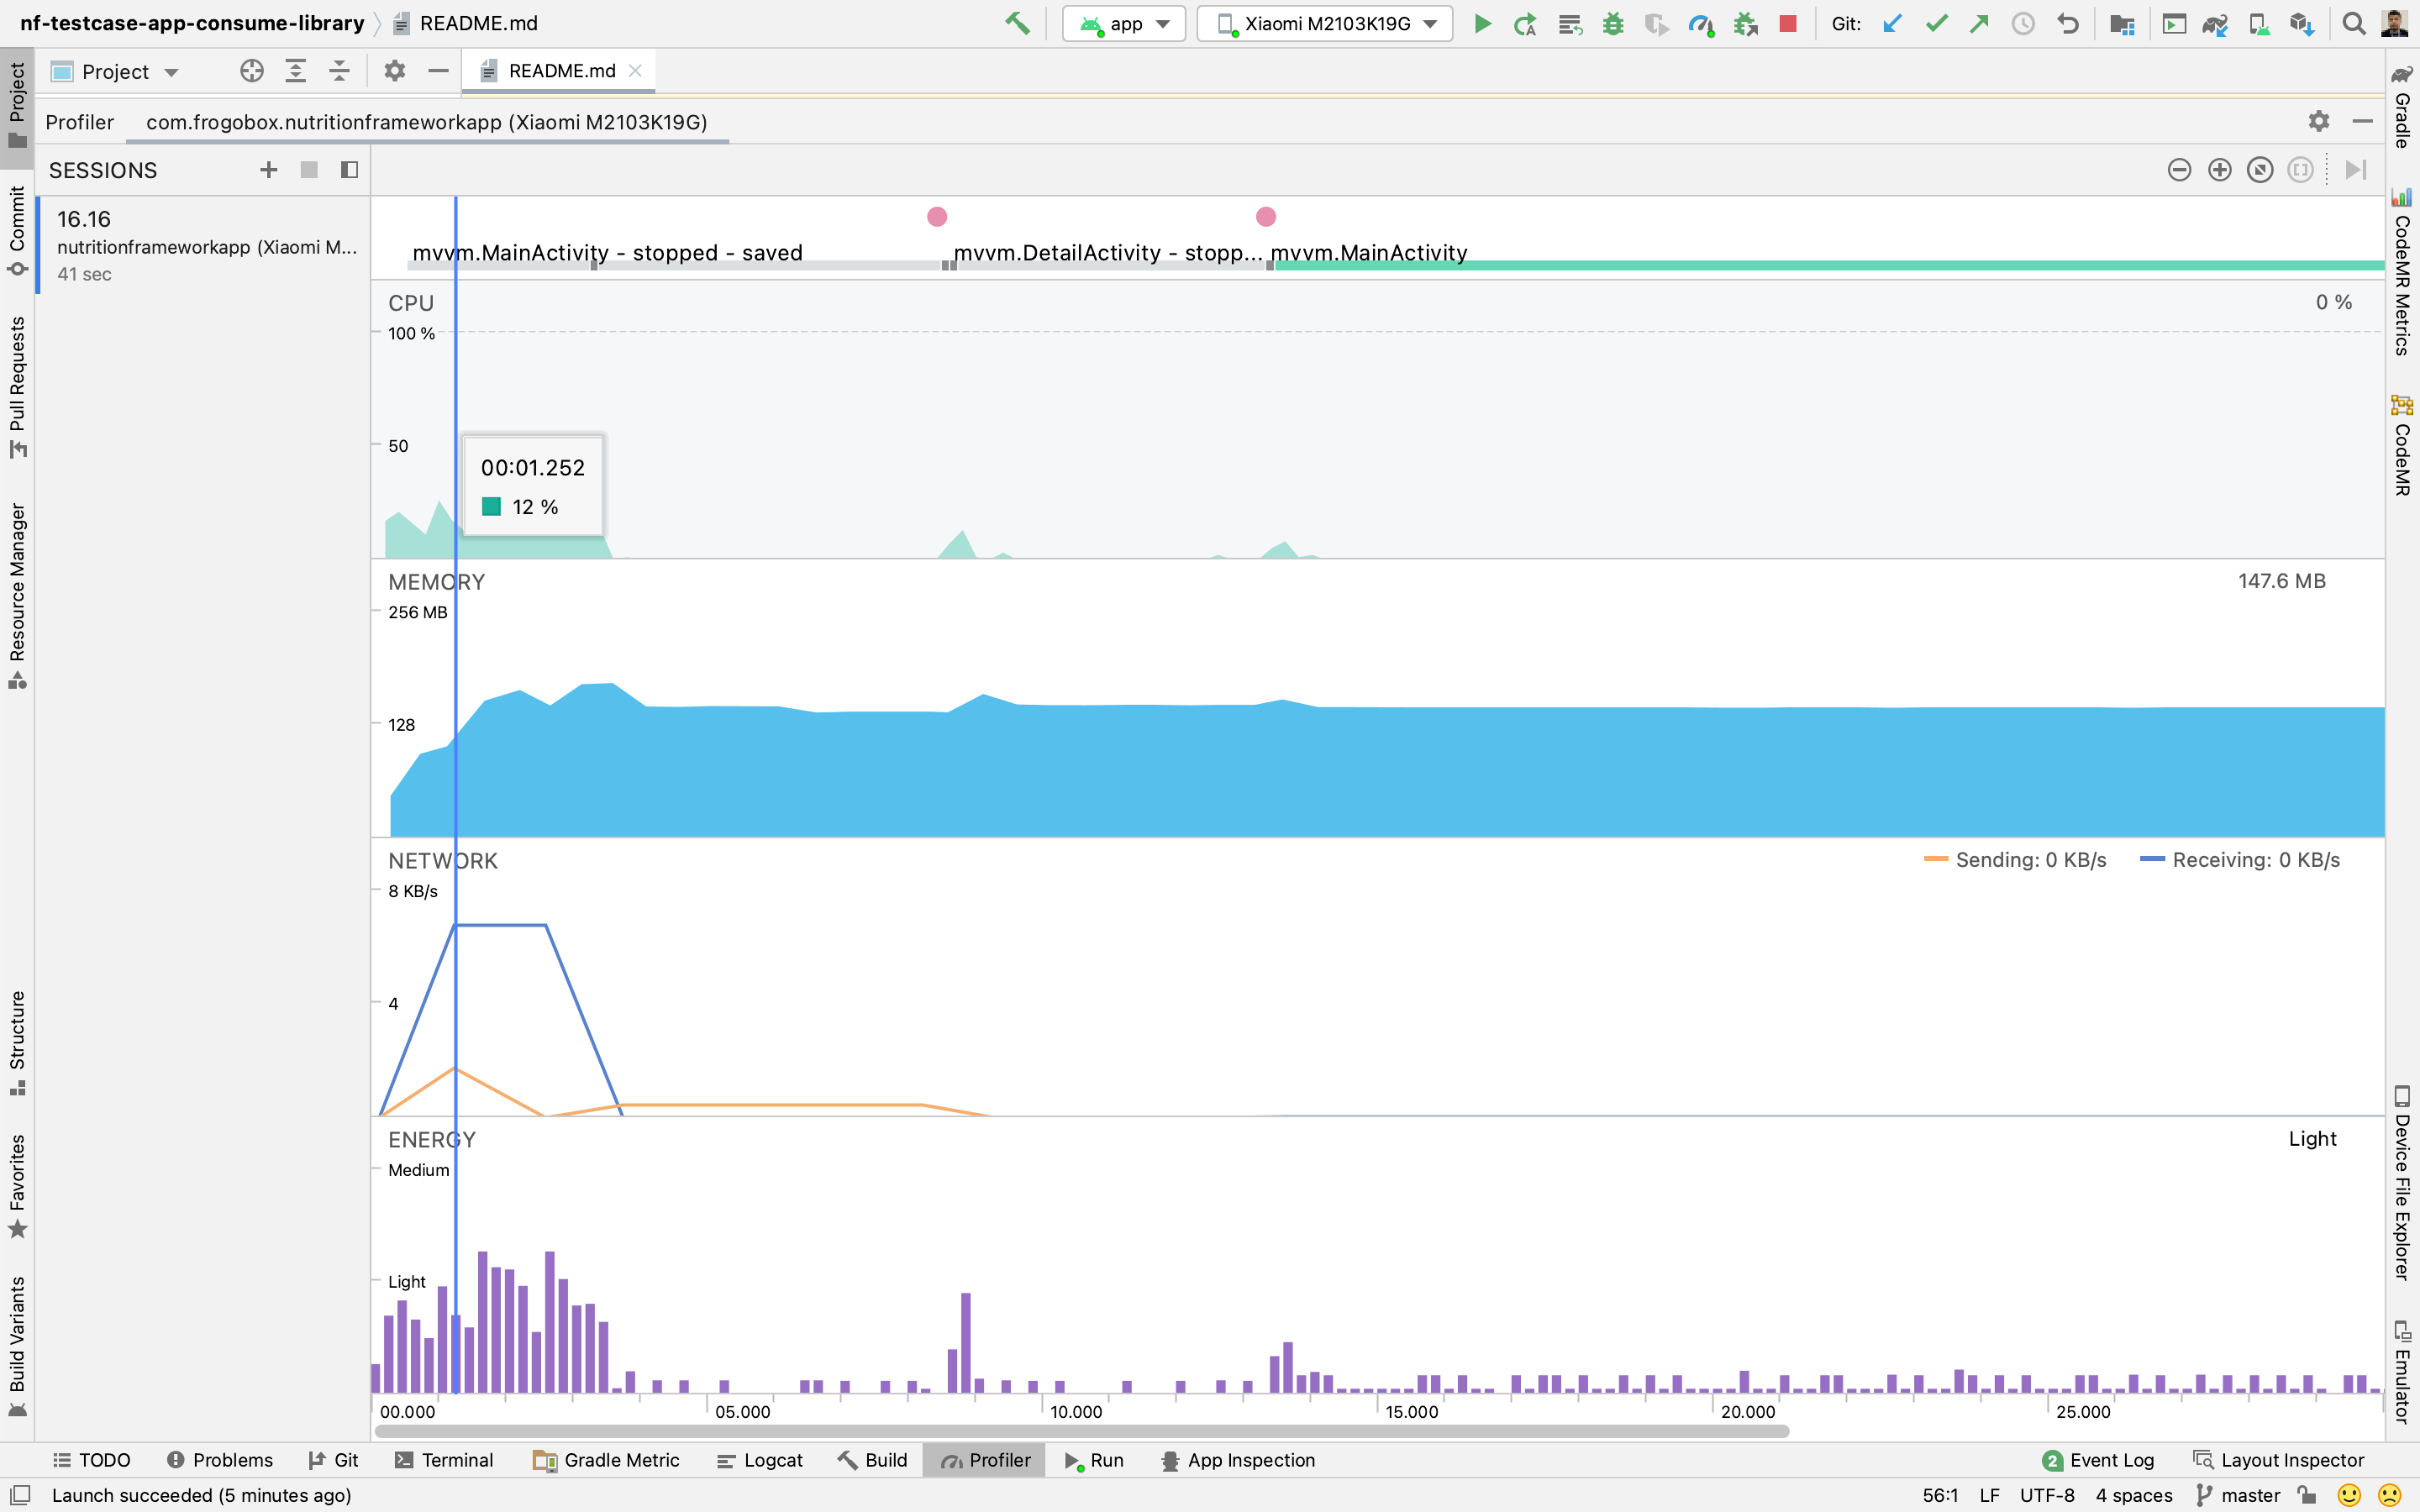 nf-testcase-app-consume-library README.md app Xiaomi M2103K19G Git:
Project README.md
Profiler com.frogobox.nutritionframeworkapp (Xiaomi M2103K19G)
SESSIONS
16.16
nutritionframeworkapp (Xiaomi M...
41 sec
mvvm.MainActivity - stopped - saved mvvm.DetailActivity - stopp... mvvm.MainActivity
CPU 0 %
100 %
50
00:01.252
12 %
MEMORY 147.6 MB
256 MB
128
NETWORK Sending: 0 KB/s Receiving: 0 KB/s
8 KB/s
4
ENERGY Light
Medium
Light
00.000 05.000 10.000 15.000 20.000 25.000
Project
Commit
Pull Requests
Resource Manager
Structure
Favorites
Build Variants
Gradle
CodeMR Metrics
CodeMR
Device File Explorer
Emulator
TODO Problems Git Terminal Gradle Metric Logcat Build Profiler Run App Inspection 2 Event Log Layout Inspector
Launch succeeded (5 minutes ago) 56:1 LF UTF-8 4 spaces master